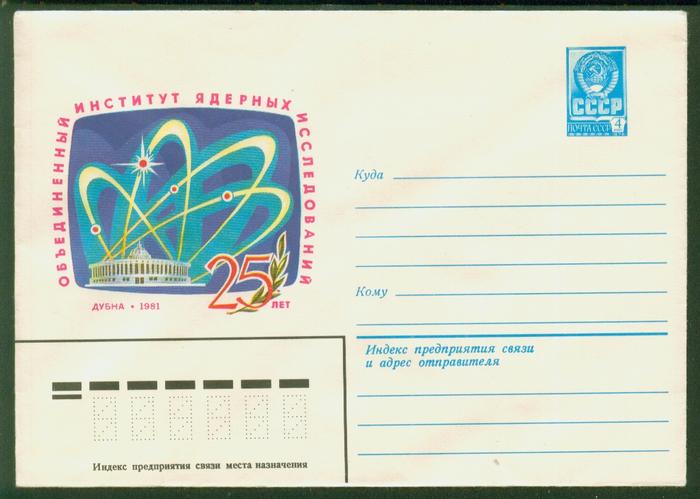 ОБЪЕДИНЕННЫЙ ИНСТИТУТ ЯДЕРНЫХ ИССЛЕДОВАНИЙ
25 ЛЕТ
ДУБНА • 1981
СССР
ПОЧТА СССР 4
Куда
Кому
Индекс предприятия связи
и адрес отправителя
Индекс предприятия связи места назначения